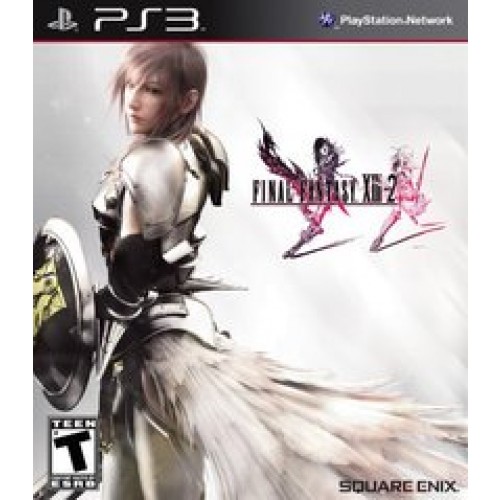 PS3
PlayStation Network
FINAL FANTASY XIII-2
TEEN
T
ESRB
SQUARE ENIX